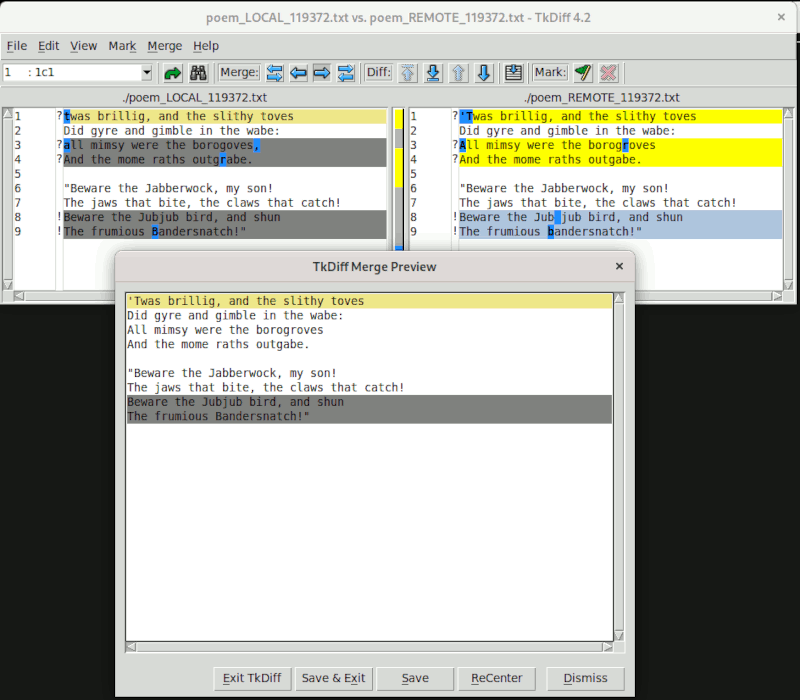 poem_LOCAL_119372.txt vs. poem_REMOTE_119372.txt - TkDiff 4.2 ×
File Edit View Mark Merge Help
1 : 1c1 Merge: Diff: Mark:
./poem_LOCAL_119372.txt ./poem_REMOTE_119372.txt
1 ?twas brillig, and the slithy toves
2 Did gyre and gimble in the wabe:
3 ?all mimsy were the borogoves,
4 ?And the mome raths outgrabe.
5
6 "Beware the Jabberwock, my son!
7 The jaws that bite, the claws that catch!
8 !Beware the Jubjub bird, and shun
9 !The frumious Bandersnatch!"
1 ?'Twas brillig, and the slithy toves
2 Did gyre and gimble in the wabe:
3 ?All mimsy were the borogroves
4 ?And the mome raths outgabe.
5
6 "Beware the Jabberwock, my son!
7 The jaws that bite, the claws that catch!
8 !Beware the Jub jub bird, and shun
9 !The frumious bandersnatch!"
TkDiff Merge Preview ×
'Twas brillig, and the slithy toves
Did gyre and gimble in the wabe:
All mimsy were the borogroves
And the mome raths outgabe.
"Beware the Jabberwock, my son!
The jaws that bite, the claws that catch!
Beware the Jubjub bird, and shun
The frumious Bandersnatch!"
Exit TkDiff Save & Exit Save ReCenter Dismiss